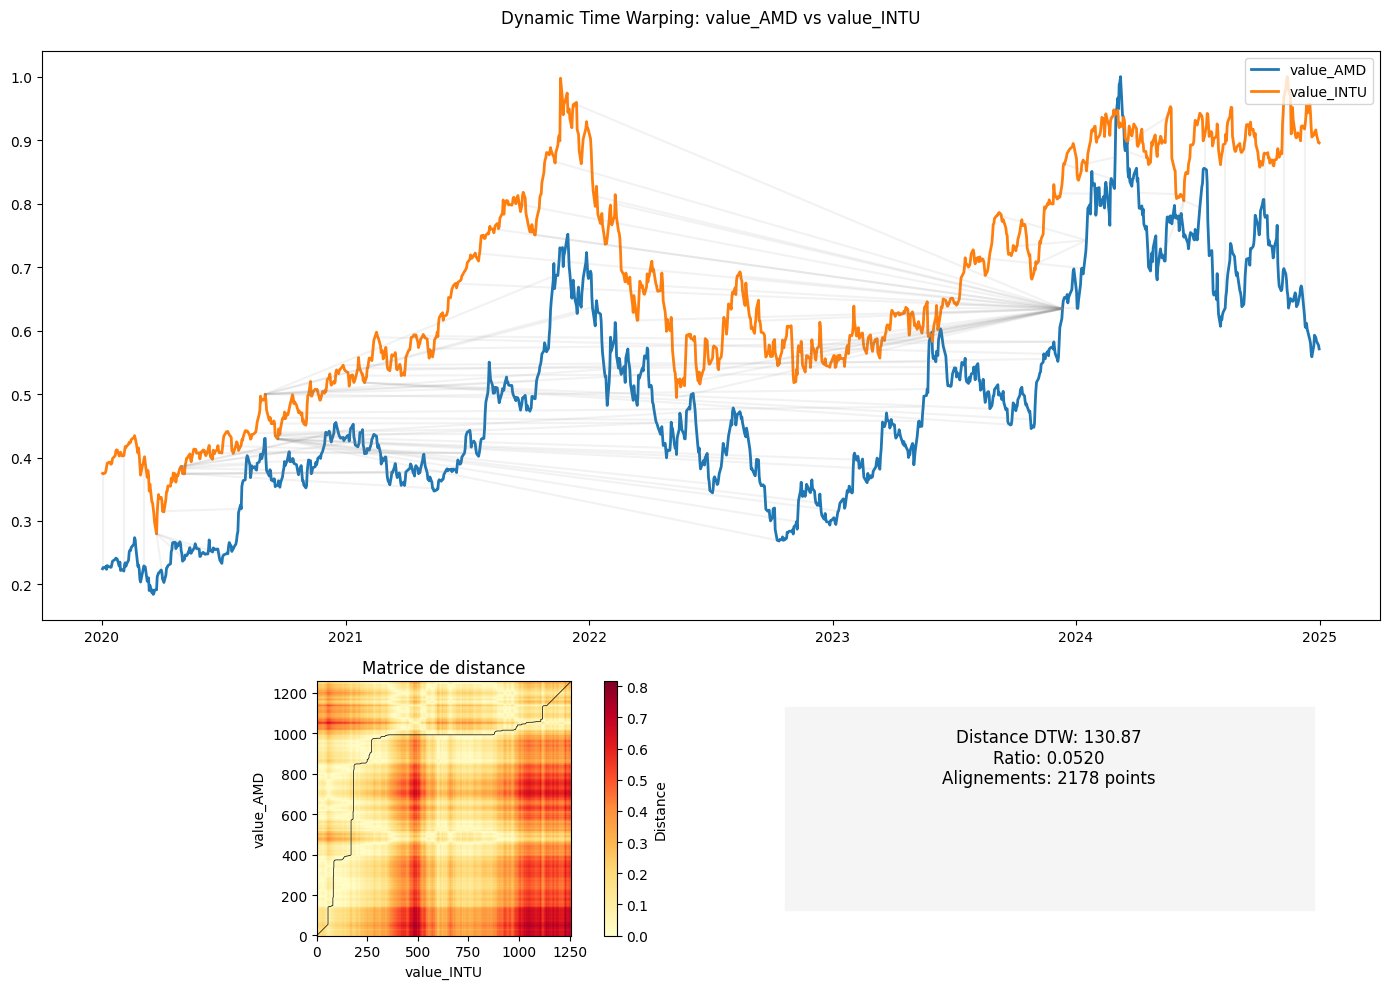 Dynamic Time Warping: value_AMD vs value_INTU
value_AMD
value_INTU
1.0
0.9
0.8
0.7
0.6
0.5
0.4
0.3
0.2
2020 2021 2022 2023 2024 2025
Matrice de distance
value_AMD
1200
1000
800
600
400
200
0
0 250 500 750 1000 1250
value_INTU
0.8
0.7
0.6
0.5
0.4
0.3
0.2
0.1
0.0
Distance
Distance DTW: 130.87
Ratio: 0.0520
Alignements: 2178 points